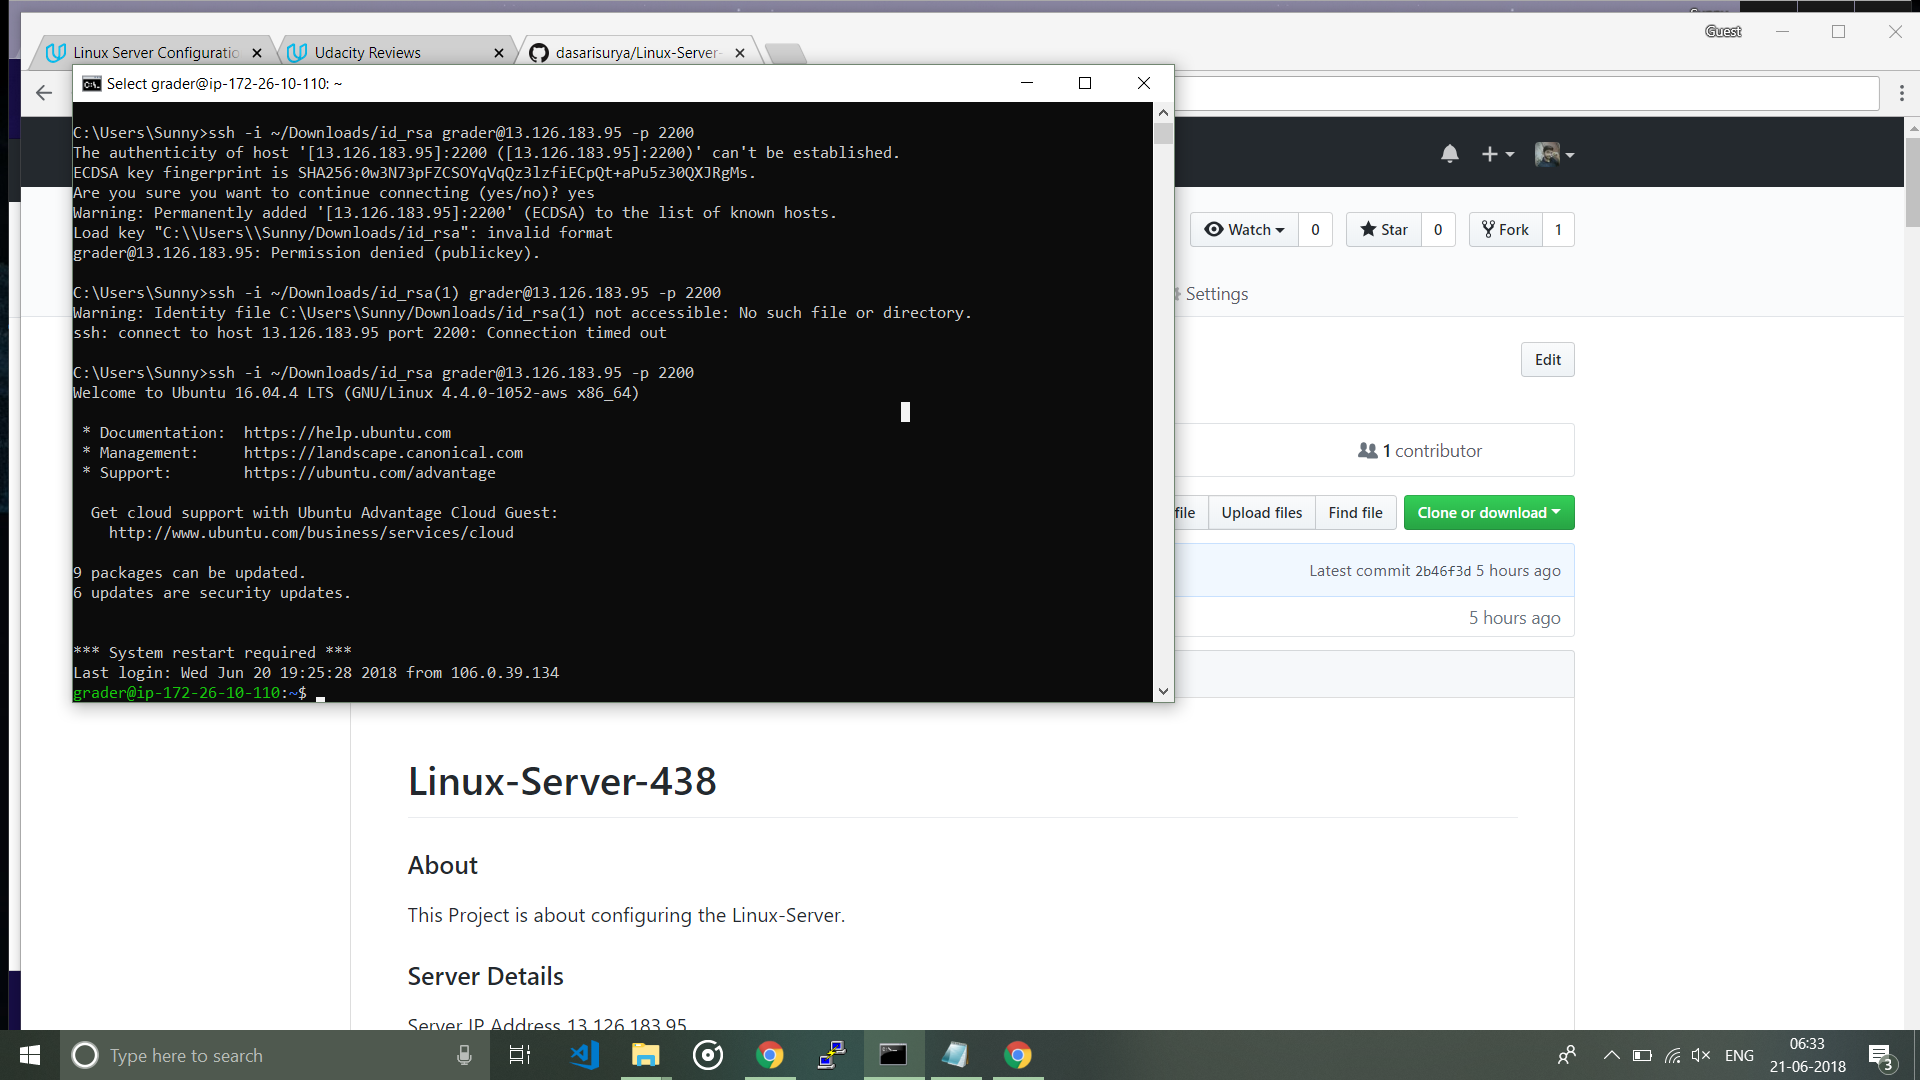 Guest
Linux Server Configuratio
Udacity Reviews
dasarisurya/Linux-Server-
Select grader@ip-172-26-10-110: ~
C:\Users\Sunny>ssh -i ~/Downloads/id_rsa grader@13.126.183.95 -p 2200
The authenticity of host '[13.126.183.95]:2200 ([13.126.183.95]:2200)' can't be established.
ECDSA key fingerprint is SHA256:0w3N73pFZCSOYqVqQz3lzfiECpQt+aPu5z30QXJRgMs.
Are you sure you want to continue connecting (yes/no)? yes
Warning: Permanently added '[13.126.183.95]:2200' (ECDSA) to the list of known hosts.
Load key "C:\\Users\\Sunny/Downloads/id_rsa": invalid format
grader@13.126.183.95: Permission denied (publickey).
C:\Users\Sunny>ssh -i ~/Downloads/id_rsa(1) grader@13.126.183.95 -p 2200
Warning: Identity file C:\Users\Sunny/Downloads/id_rsa(1) not accessible: No such file or directory.
ssh: connect to host 13.126.183.95 port 2200: Connection timed out
C:\Users\Sunny>ssh -i ~/Downloads/id_rsa grader@13.126.183.95 -p 2200
Welcome to Ubuntu 16.04.4 LTS (GNU/Linux 4.4.0-1052-aws x86_64)
* Documentation:  https://help.ubuntu.com
* Management:     https://landscape.canonical.com
* Support:        https://ubuntu.com/advantage
Get cloud support with Ubuntu Advantage Cloud Guest:
http://www.ubuntu.com/business/services/cloud
9 packages can be updated.
6 updates are security updates.
*** System restart required ***
Last login: Wed Jun 20 19:25:28 2018 from 106.0.39.134
grader@ip-172-26-10-110:~$
Watch 0 Star 0 Fork 1
Settings
Edit
1 contributor
file Upload files Find file Clone or download
Latest commit 2b46f3d 5 hours ago
5 hours ago
Linux-Server-438
About
This Project is about configuring the Linux-Server.
Server Details
Server IP Address 13.126.183.95
Type here to search
ENG
06:33
21-06-2018
3